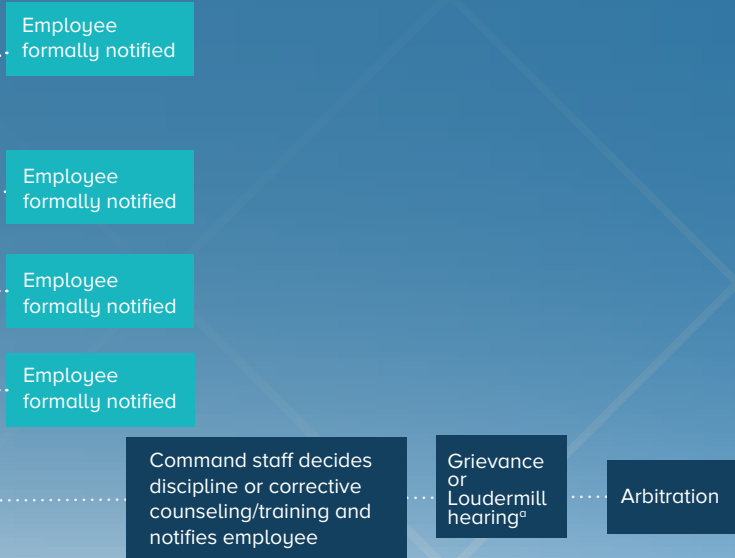 Employee
formally notified
Employee
formally notified
Employee
formally notified
Employee
formally notified
Command staff decides
discipline or corrective
counseling/training and
notifies employee
Grievance
or
Loudermill
hearingᵃ
Arbitration